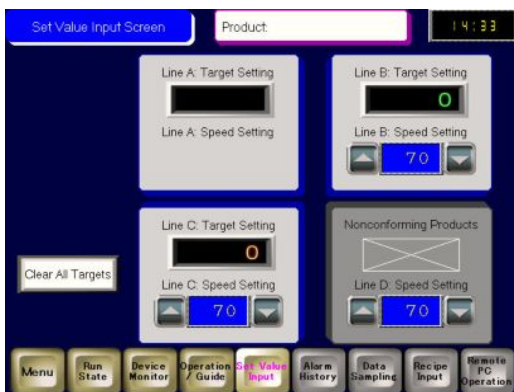 Set Value Input Screen
Product:
14:33
Line A: Target Setting
Line A: Speed Setting
Line B: Target Setting
0
Line B: Speed Setting
70
Line C: Target Setting
0
Line C: Speed Setting
70
Nonconforming Products
Line D: Speed Setting
70
Clear All Targets
Menu
Run State
Device Monitor
Operation / Guide
Set Value Input
Alarm History
Data Sampling
Recipe Input
Remote PC Operation